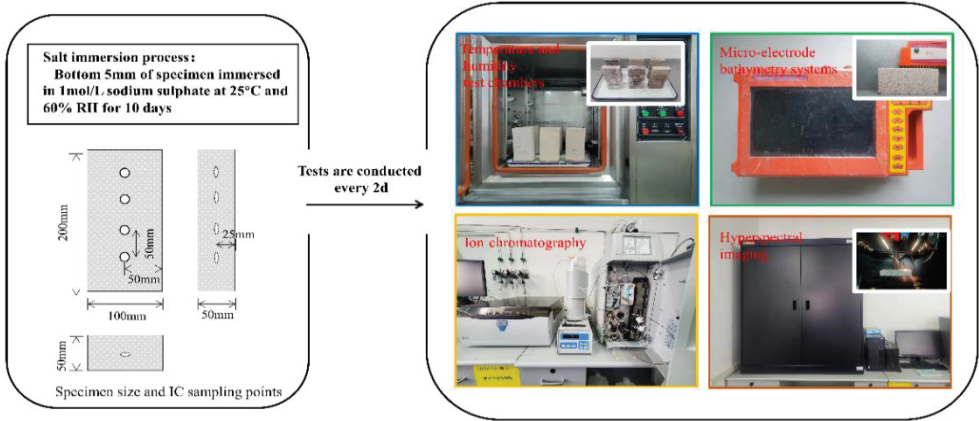 Salt immersion process:
Bottom 5mm of specimen immersed
in 1mol/L sodium sulphate at 25°C and
60% RH for 10 days
200mm
50mm
50mm
100mm
25mm
50mm
50mm
Specimen size and IC sampling points
Tests are conducted
every 2d
Temperature and
humidity
test chambers
Micro-electrode
bathymetry systems
Ion chromatography
Hyperspectral
imaging